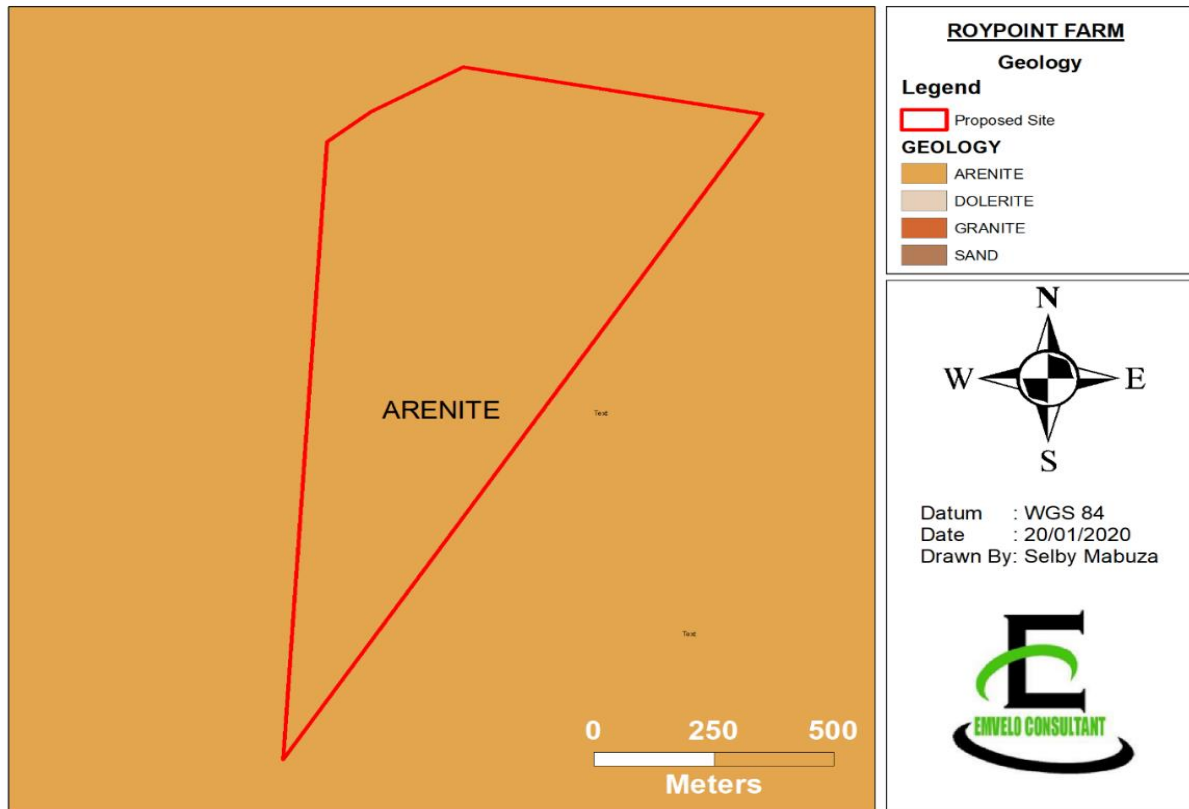 ARENITE
Text
Text
0 250 500
Meters
ROYPOINT FARM
Geology
Legend
Proposed Site
GEOLOGY
ARENITE
DOLERITE
GRANITE
SAND
N
W E
S
Datum : WGS 84
Date : 20/01/2020
Drawn By: Selby Mabuza
E
EMVELO CONSULTANT